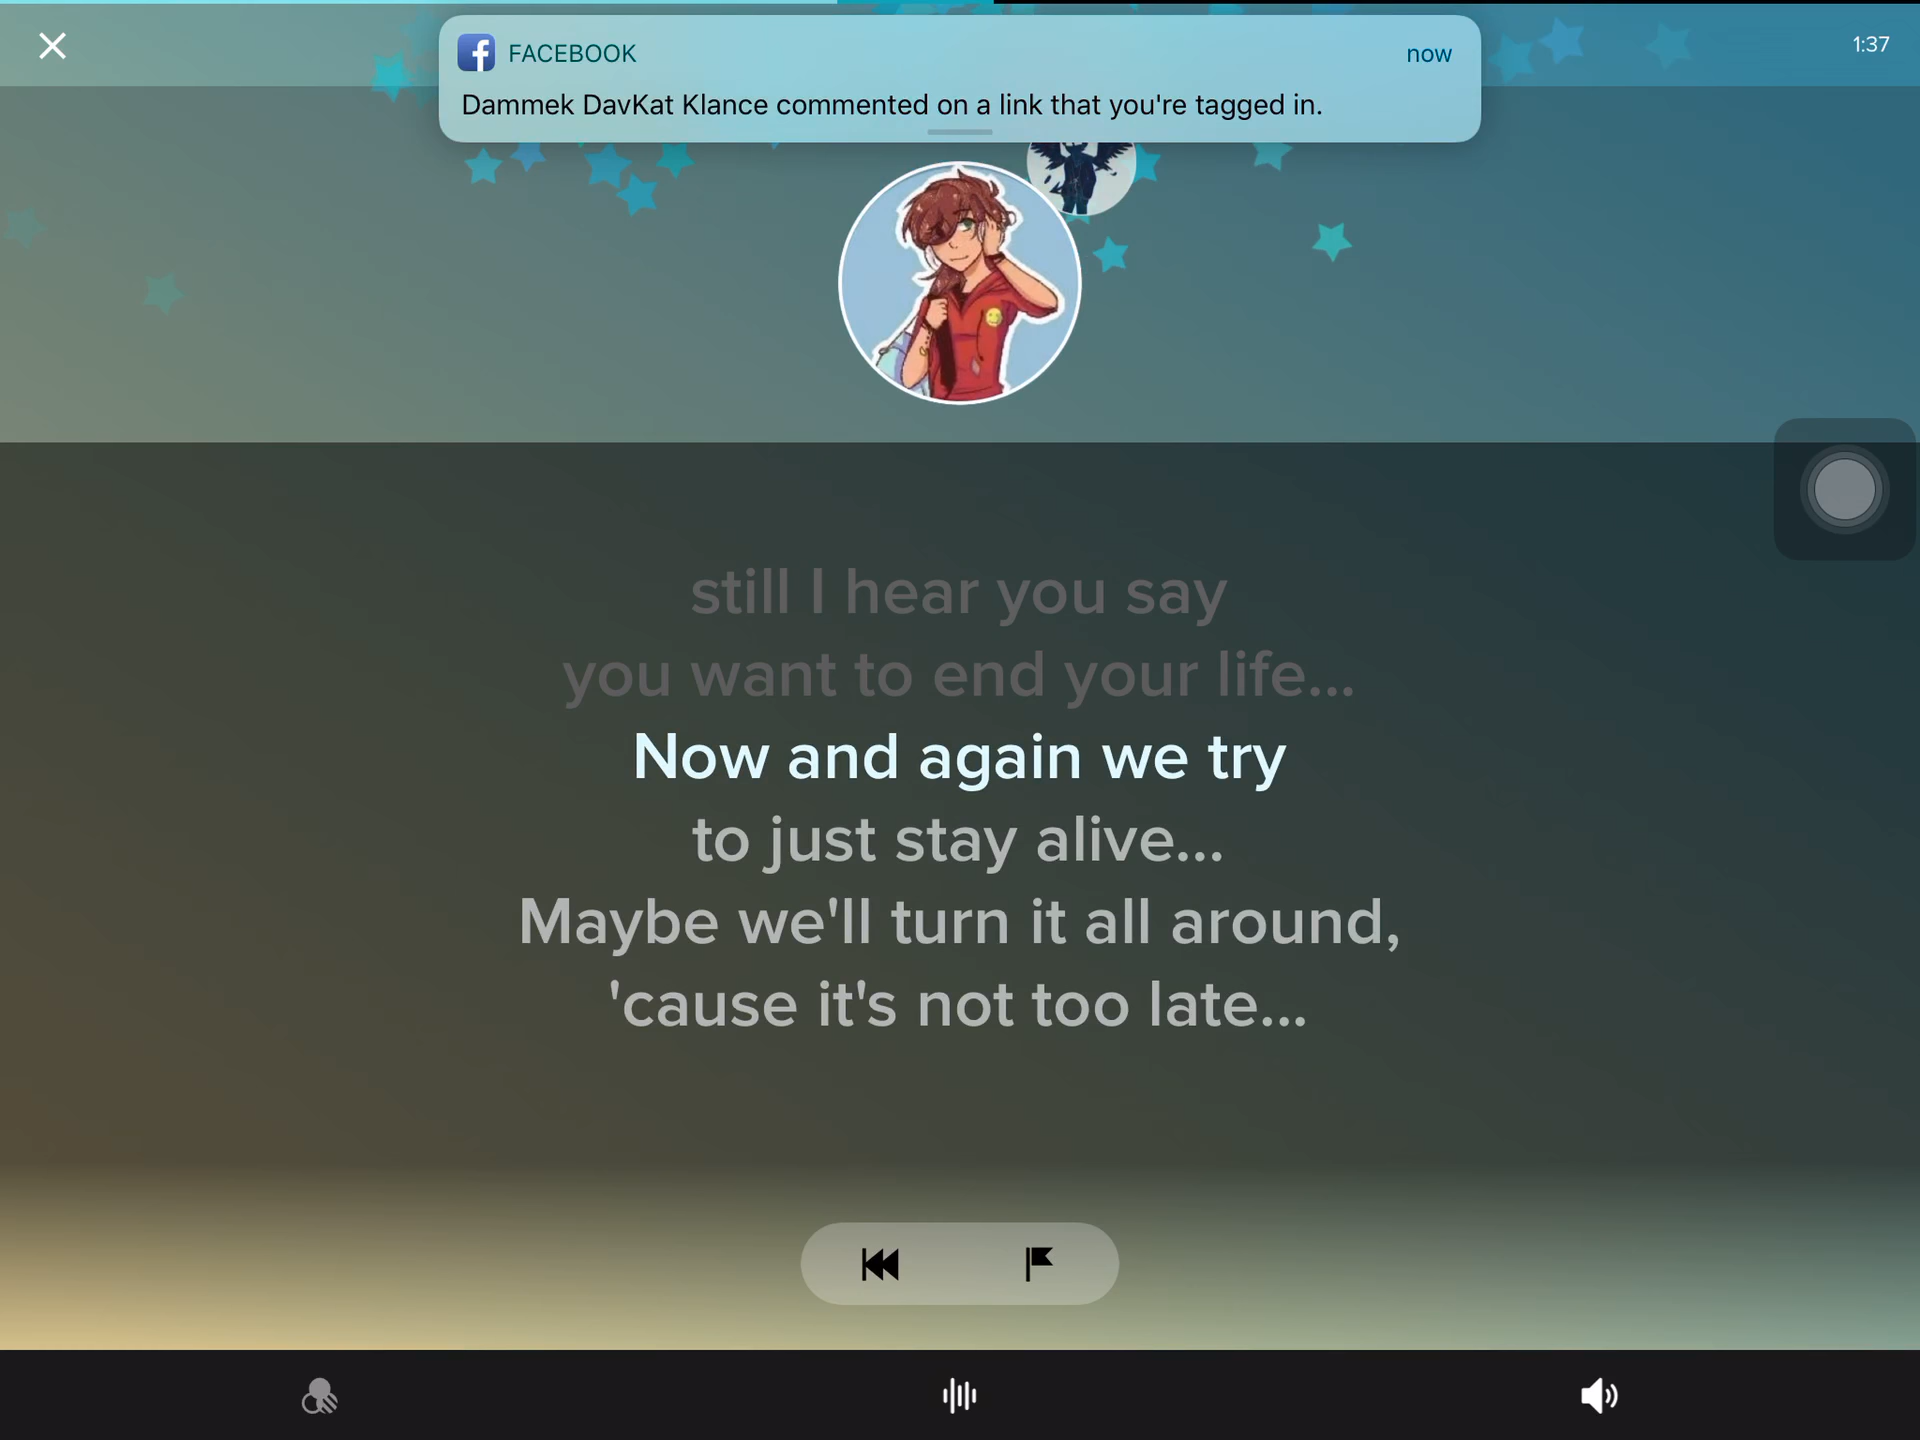 FACEBOOK
now
1:37
Dammek DavKat Klance commented on a link that you're tagged in.
still I hear you say
you want to end your life...
Now and again we try
to just stay alive...
Maybe we'll turn it all around,
'cause it's not too late...